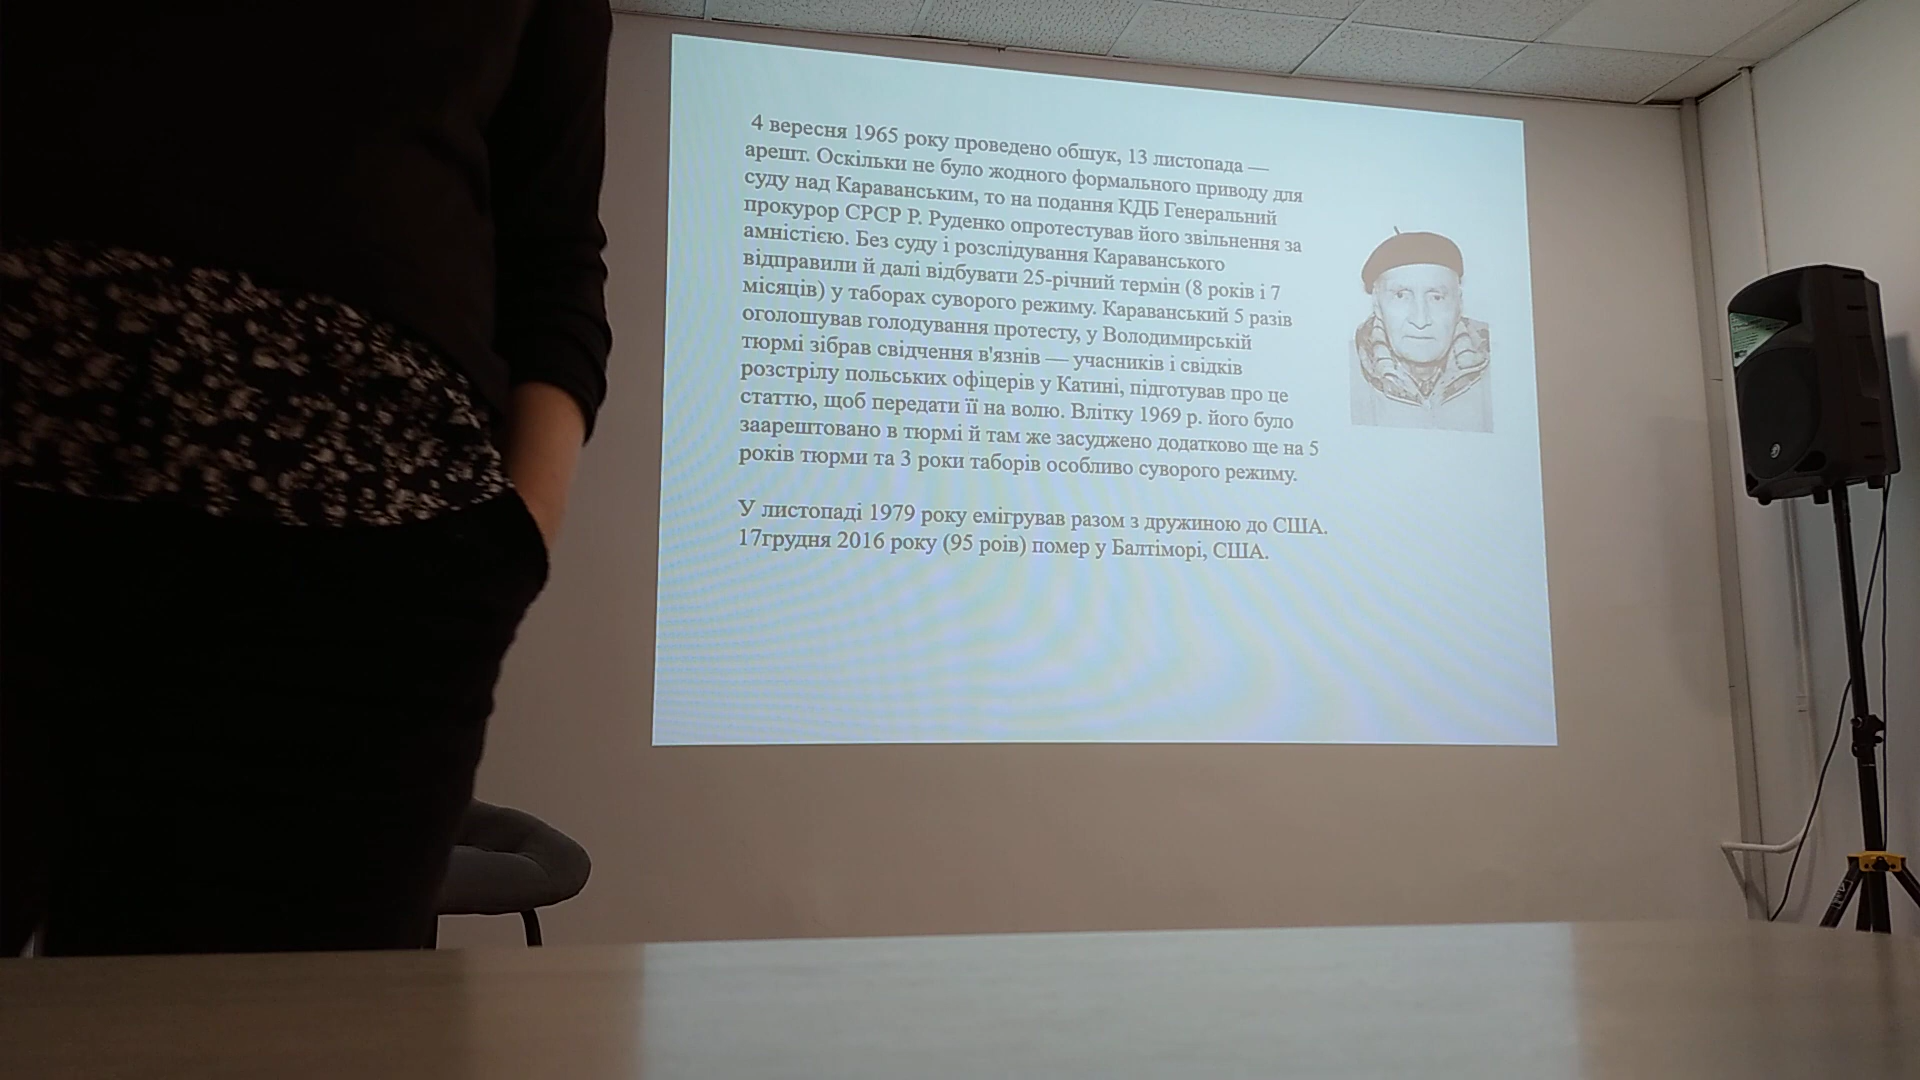 4 вересня 1965 року проведено обшук, 13 листопада —
арешт. Оскільки не було жодного формального приводу для
суду над Караванським, то на подання КДБ Генеральний
прокурор СРСР Р. Руденко опротестував його звільнення за
амністією. Без суду і розслідування Караванського
відправили й далі відбувати 25-річний термін (8 років і 7
місяців) у таборах суворого режиму. Караванський 5 разів
оголошував голодування протесту, у Володимирській
тюрмі зібрав свідчення в'язнів — учасників і свідків
розстрілу польських офіцерів у Катині, підготував про це
статтю, щоб передати її на волю. Влітку 1969 р. його було
заарештовано в тюрмі й там же засуджено додатково ще на 5
років тюрми та 3 роки таборів особливо суворого режиму.
У листопаді 1979 року емігрував разом з дружиною до США.
17грудня 2016 року (95 роів) помер у Балтіморі, США.